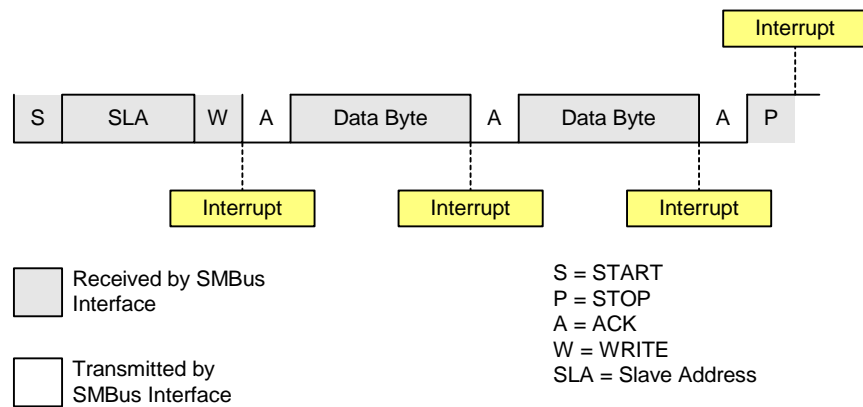 Interrupt
S
SLA
W
A
Data Byte
A
Data Byte
A
P
Interrupt
Interrupt
Interrupt
Received by SMBus
Interface
Transmitted by
SMBus Interface
S = START
P = STOP
A = ACK
W = WRITE
SLA = Slave Address